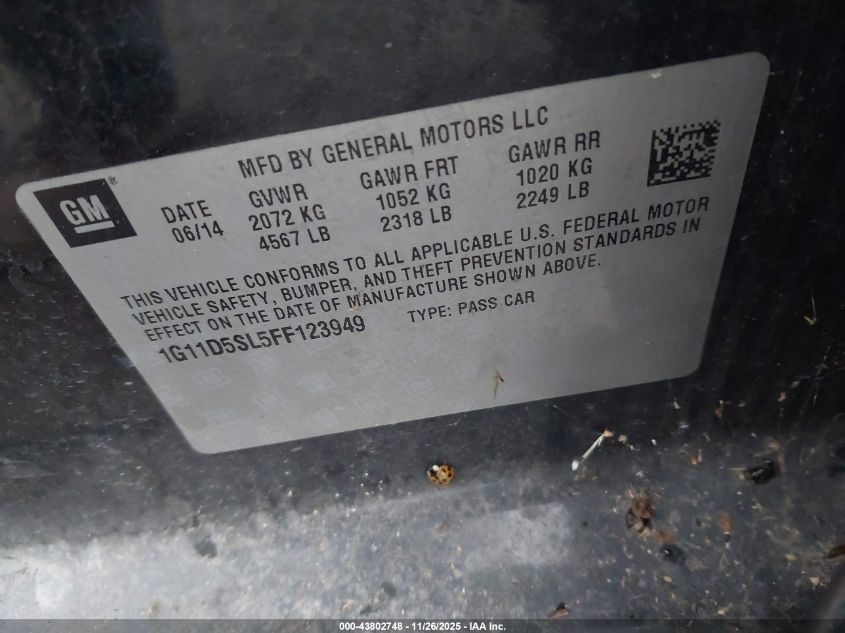 MFD BY GENERAL MOTORS LLC
GM®
DATE GVWR GAWR FRT GAWR RR
06/14 2072 KG 1052 KG 1020 KG
4567 LB 2318 LB 2249 LB
THIS VEHICLE CONFORMS TO ALL APPLICABLE U.S. FEDERAL MOTOR
VEHICLE SAFETY, BUMPER, AND THEFT PREVENTION STANDARDS IN
EFFECT ON THE DATE OF MANUFACTURE SHOWN ABOVE.
1G11D5SL5FF123949 TYPE: PASS CAR
000-43802748 - 11/26/2025 - IAA Inc.